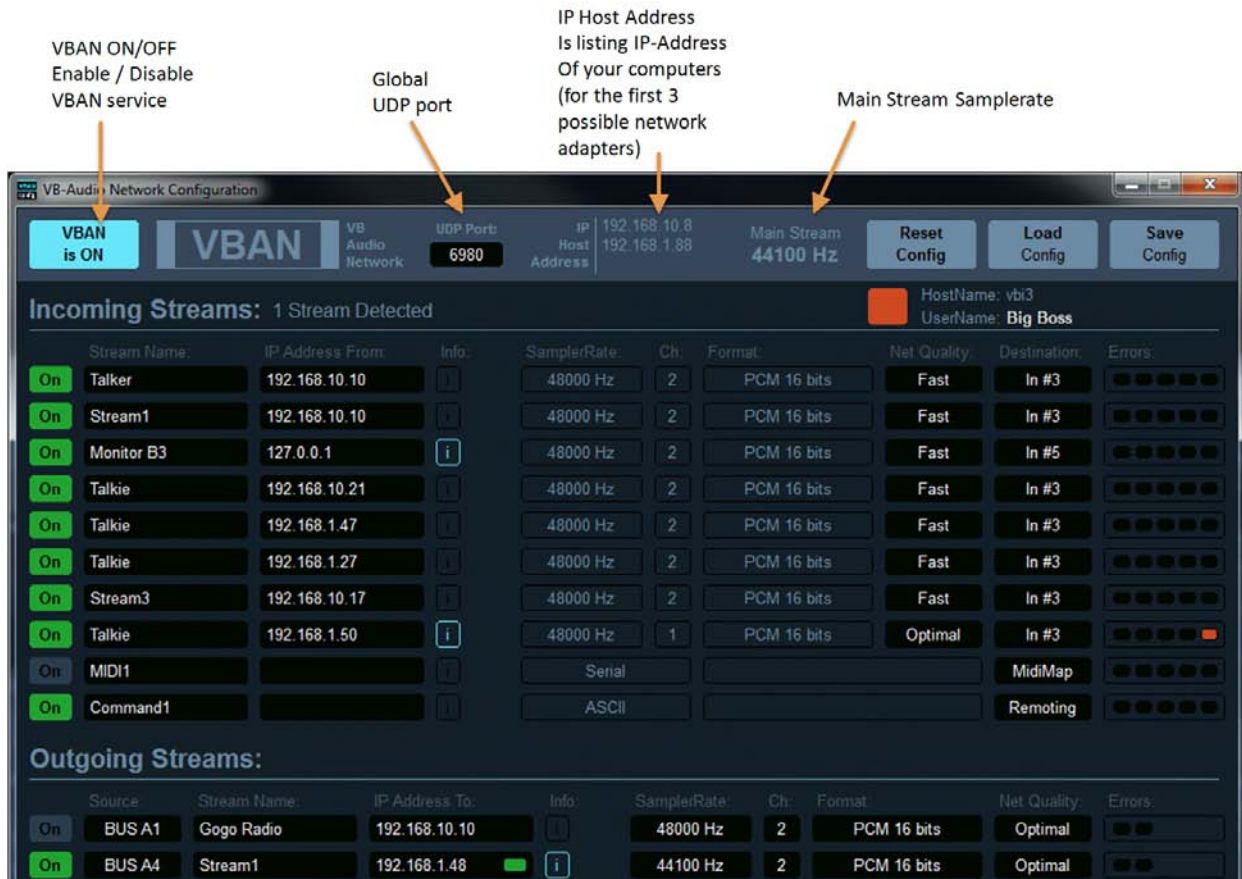 VBAN ON/OFF
Enable / Disable
VBAN service
Global
UDP port
IP Host Address
Is listing IP-Address
Of your computers
(for the first 3
possible network
adapters)
Main Stream Samplerate
VB-Audio Network Configuration
VBAN
is ON
VBAN
VB
Audio
Network
UDP Port:
6980
IP
Host
Address
192.168.10.8
192.168.1.88
Main Stream
44100 Hz
Reset
Config
Load
Config
Save
Config
Incoming Streams: 1 Stream Detected
HostName: vbi3
UserName: Big Boss
Stream Name: IP Address From: Info: SamplerRate: Ch: Format: Net Quality: Destination: Errors:
On Talker 192.168.10.10 i 48000 Hz 2 PCM 16 bits Fast In #3
On Stream1 192.168.10.10 i 48000 Hz 2 PCM 16 bits Fast In #3
On Monitor B3 127.0.0.1 i 48000 Hz 2 PCM 16 bits Fast In #5
On Talkie 192.168.10.21 i 48000 Hz 2 PCM 16 bits Fast In #3
On Talkie 192.168.1.47 i 48000 Hz 2 PCM 16 bits Fast In #3
On Talkie 192.168.1.27 i 48000 Hz 2 PCM 16 bits Fast In #3
On Stream3 192.168.10.17 i 48000 Hz 2 PCM 16 bits Fast In #3
On Talkie 192.168.1.50 i 48000 Hz 1 PCM 16 bits Optimal In #3
On MIDI1 i Serial MidiMap
On Command1 i ASCII Remoting
Outgoing Streams:
Source: Stream Name: IP Address To: Info: SamplerRate: Ch: Format: Net Quality: Errors:
On BUS A1 Gogo Radio 192.168.10.10 i 48000 Hz 2 PCM 16 bits Optimal
On BUS A4 Stream1 192.168.1.48 i 44100 Hz 2 PCM 16 bits Optimal